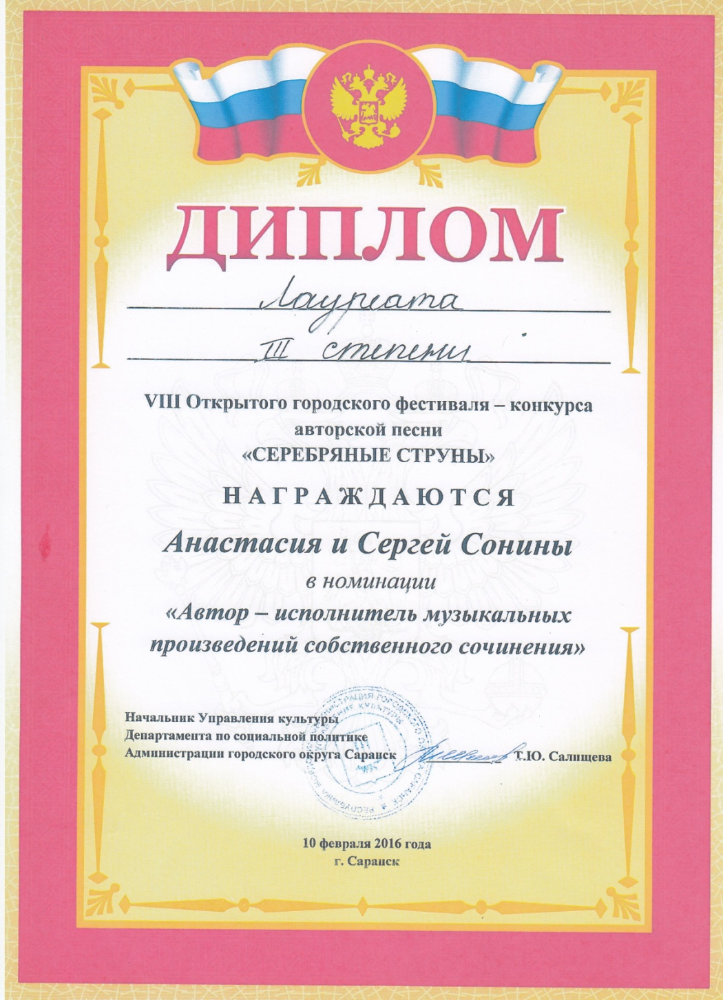 ДИПЛОМ
Лауреата
III степени
VIII Открытого городского фестиваля – конкурса
авторской песни
«СЕРЕБРЯНЫЕ СТРУНЫ»
НАГРАЖДАЮТСЯ
Анастасия и Сергей Сонины
в номинации
«Автор – исполнитель музыкальных
произведений собственного сочинения»
Начальник Управления культуры
Департамента по социальной политике
Администрации городского округа Саранск
Т.Ю. Салищева
10 февраля 2016 года
г. Саранск